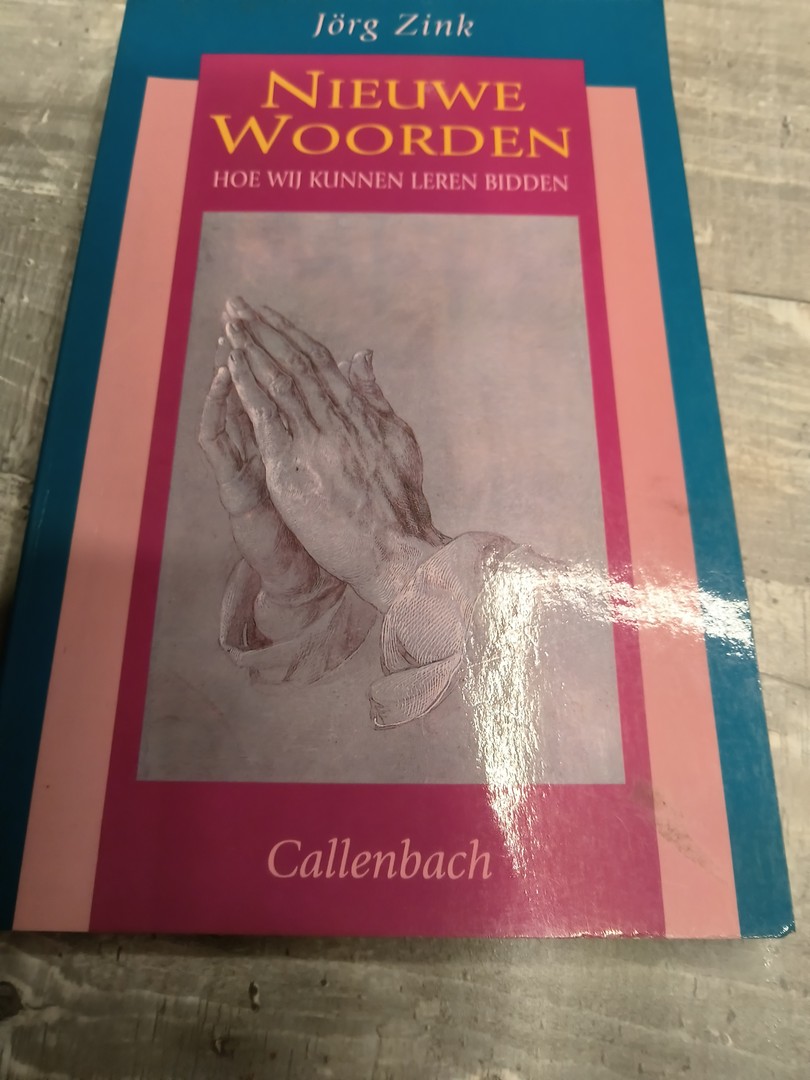 Jörg Zink
NIEUWE
WOORDEN
HOE WIJ KUNNEN LEREN BIDDEN
Callenbach